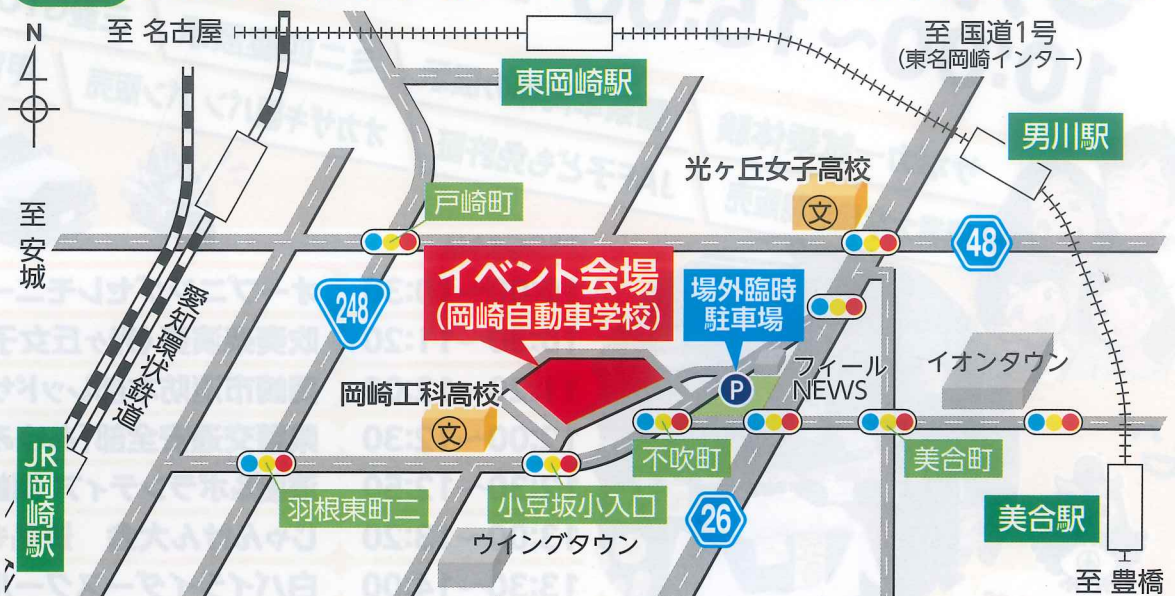 N
至 名古屋
至 国道1号
(東名岡崎インター)
東岡崎駅
男川駅
光ヶ丘女子高校
文
至 安城
戸崎町
48
イベント会場
(岡崎自動車学校)
場外臨時
駐車場
248
愛知環状鉄道
P
フィール
NEWS
イオンタウン
岡崎工科高校
文
JR岡崎駅
不吹町
美合町
羽根東町二
小豆坂小入口
26
美合駅
ウイングタウン
至 豊橋